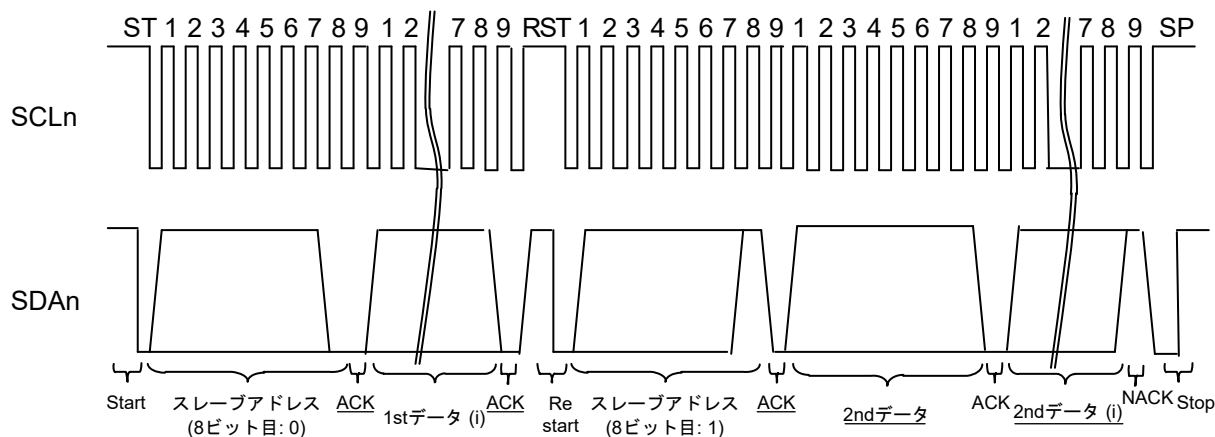 ST 1 2 3 4 5 6 7 8 9 1 2 7 8 9 RST 1 2 3 4 5 6 7 8 9 1 2 3 4 5 6 7 8 9 1 2 7 8 9 SP
SCLn
SDAn
Start
スレーブアドレス
(8ビット目: 0)
ACK
1stデータ (i)
ACK
Re
start
スレーブアドレス
(8ビット目: 1)
ACK
2ndデータ
ACK
2ndデータ (i)
NACK
Stop